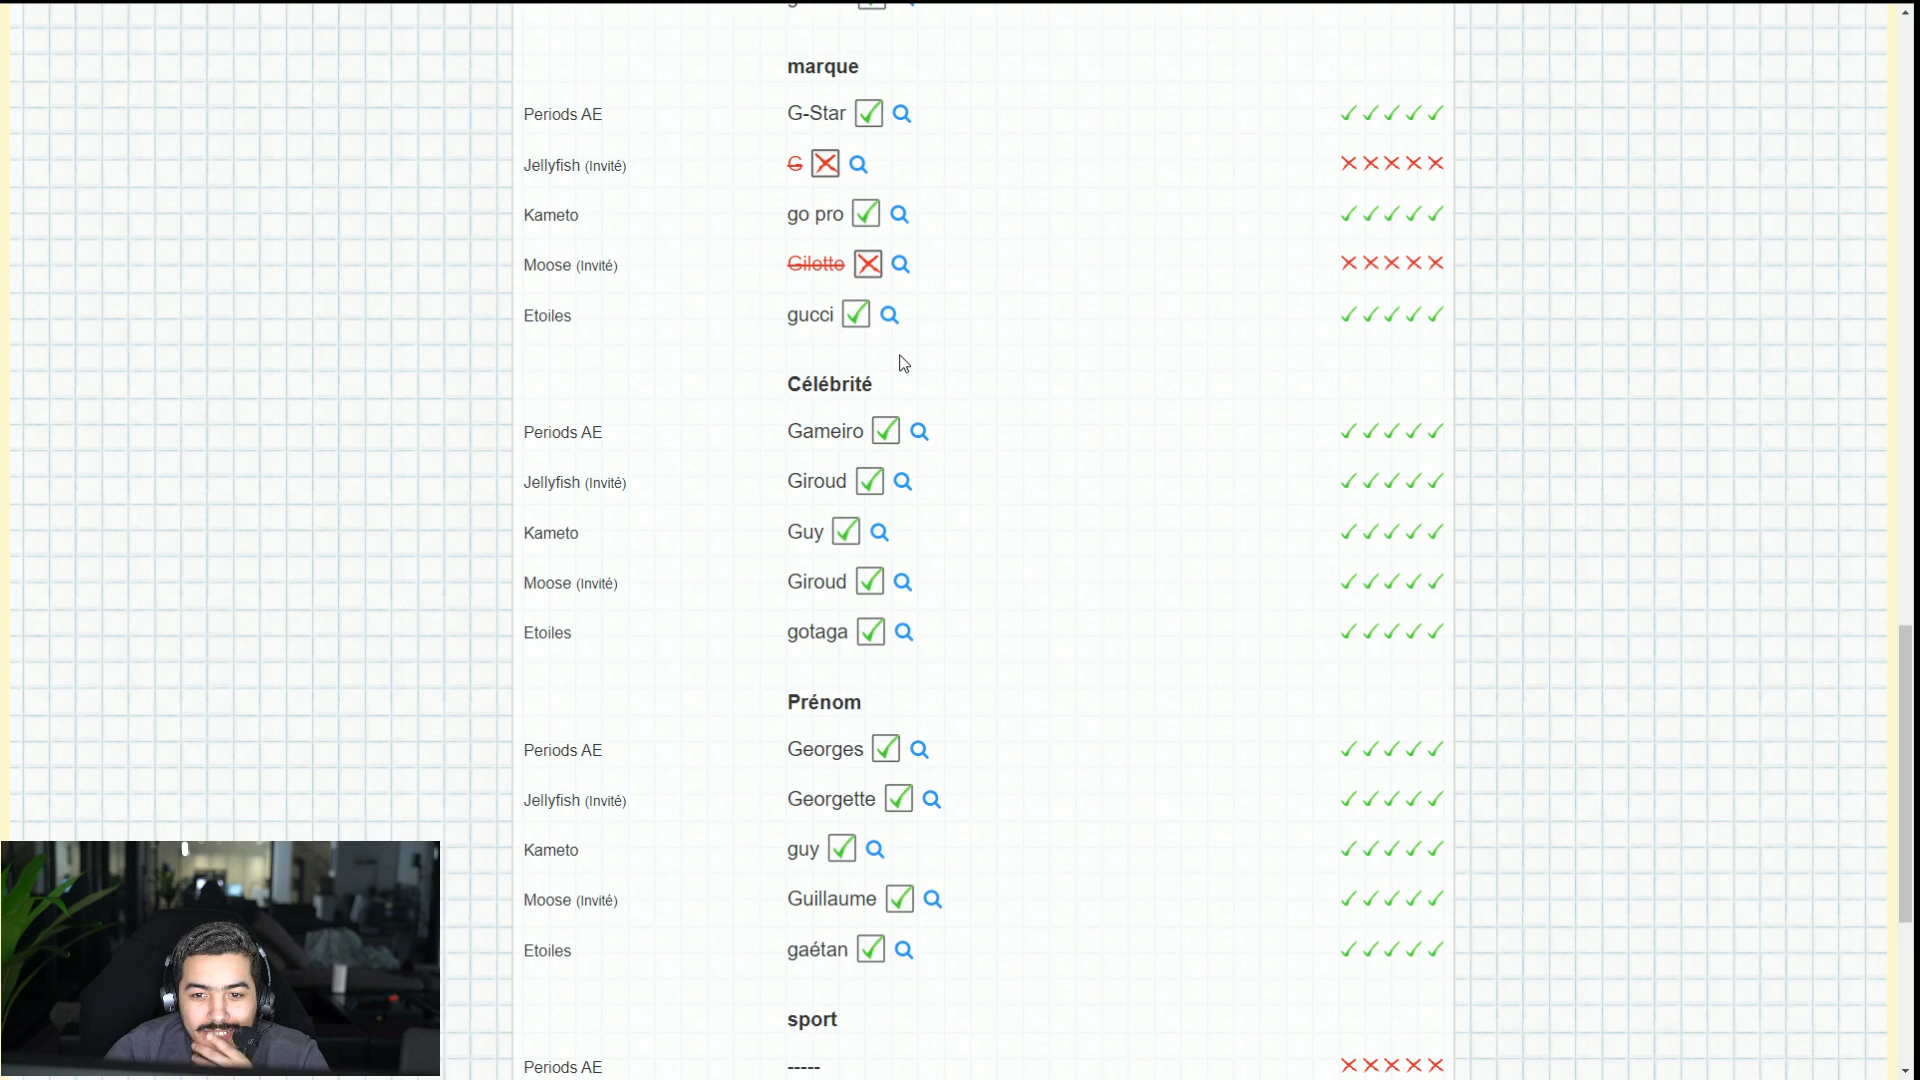 marque
Periods AE G-Star
Jellyfish (Invité) G
Kameto go pro
Moose (Invité) Gilette
Etoiles gucci
Célébrité
Periods AE Gameiro
Jellyfish (Invité) Giroud
Kameto Guy
Moose (Invité) Giroud
Etoiles gotaga
Prénom
Periods AE Georges
Jellyfish (Invité) Georgette
Kameto guy
Moose (Invité) Guillaume
Etoiles gaétan
sport
Periods AE -----